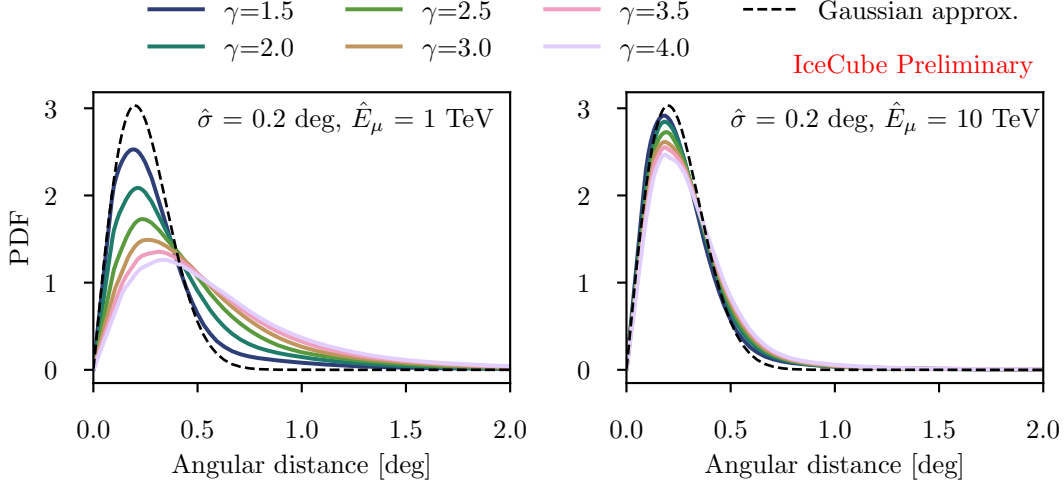 γ=1.5 γ=2.5 γ=3.5 Gaussian approx.
γ=2.0 γ=3.0 γ=4.0
IceCube Preliminary
σ̂ = 0.2 deg, Ê_μ = 1 TeV
3
2
1
0
PDF
0.0 0.5 1.0 1.5 2.0
Angular distance [deg]
σ̂ = 0.2 deg, Ê_μ = 10 TeV
3
2
1
0
0.0 0.5 1.0 1.5 2.0
Angular distance [deg]